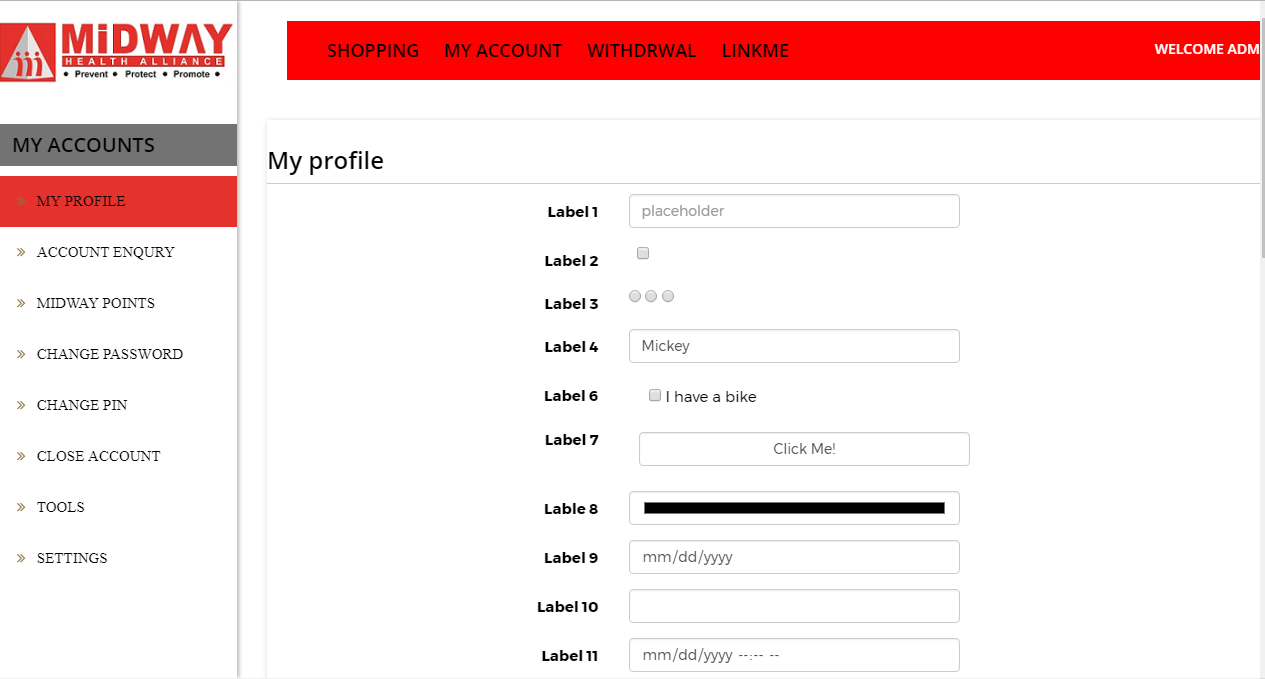 MiDWAY
HEALTH ALLIANCE
• Prevent • Protect • Promote •
SHOPPING MY ACCOUNT WITHDRWAL LINKME
WELCOME ADM
MY ACCOUNTS
» MY PROFILE
» ACCOUNT ENQURY
» MIDWAY POINTS
» CHANGE PASSWORD
» CHANGE PIN
» CLOSE ACCOUNT
» TOOLS
» SETTINGS
My profile
Label 1 placeholder
Label 2
Label 3
Label 4 Mickey
Label 6 I have a bike
Label 7 Click Me!
Lable 8
Label 9 mm/dd/yyyy
Label 10
Label 11 mm/dd/yyyy --:-- --